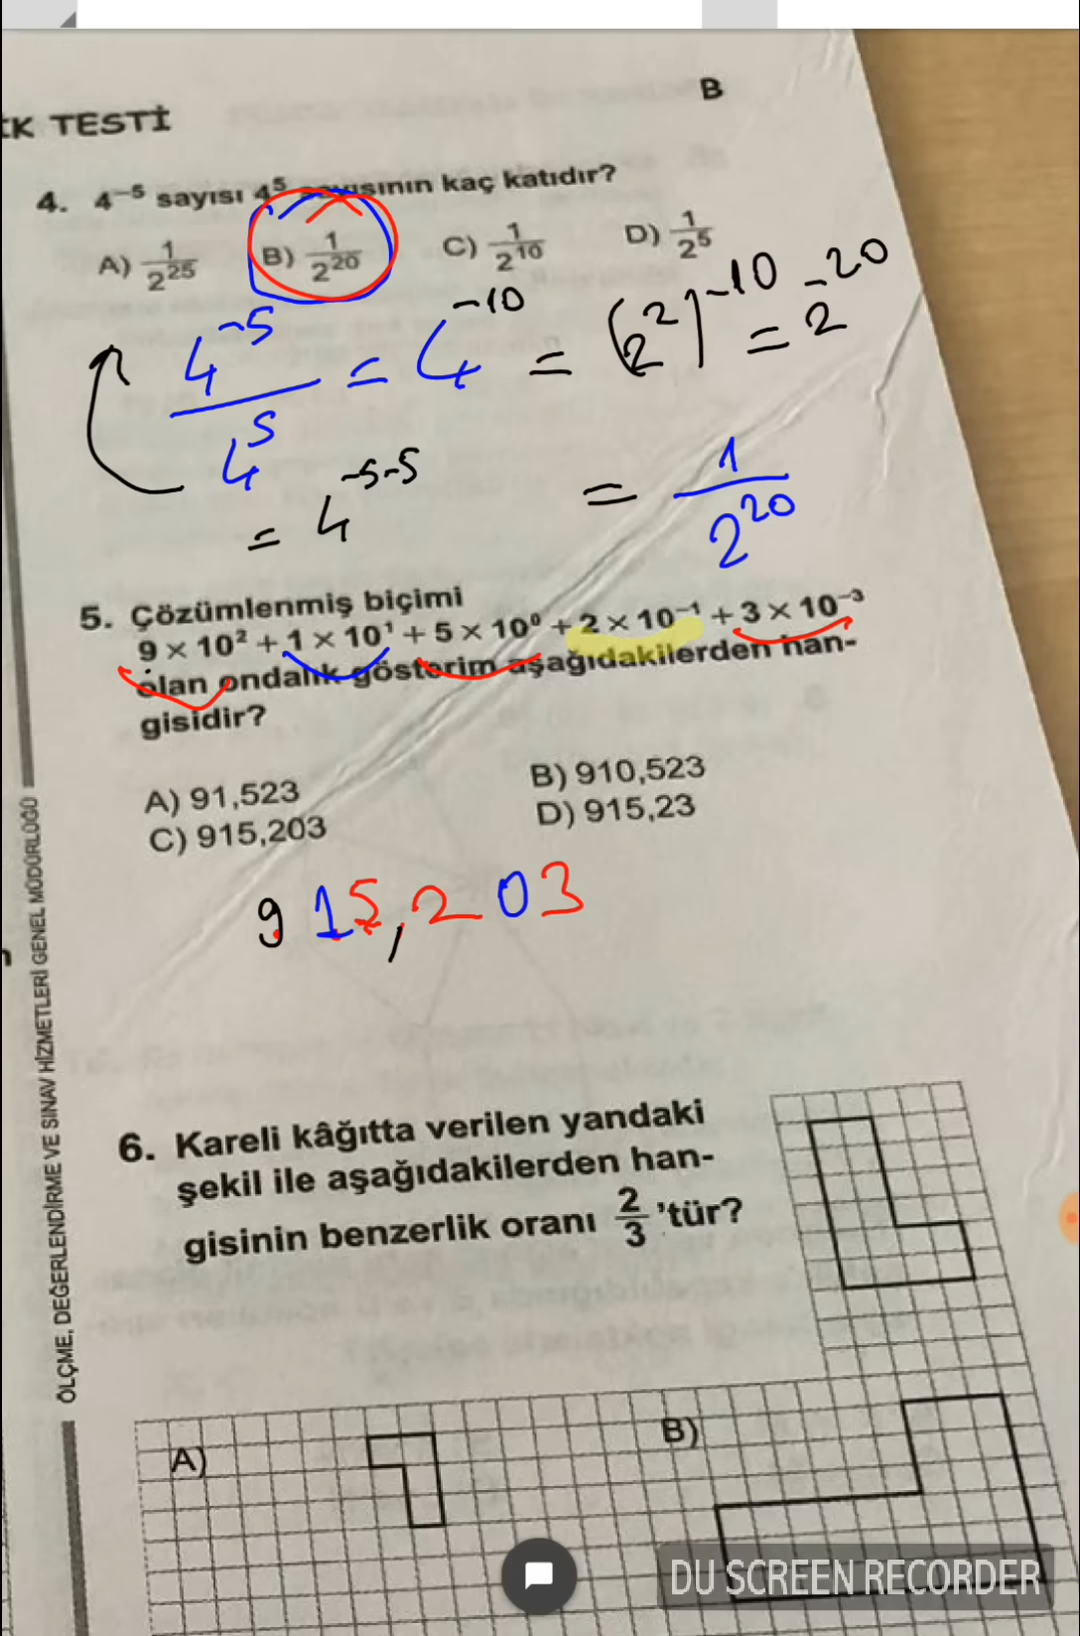 B
İK TESTİ
4. 4⁻⁵ sayısı 4⁵ sayısının kaç katıdır?
A) 1/2²⁵ B) 1/2²⁰ C) 1/2¹⁰ D) 1/2⁵
4⁻⁵/4⁵ = 4⁻¹⁰ = (2²)⁻¹⁰ = 2⁻²⁰
= 4⁻⁵⁻⁵ = 1/2²⁰
5. Çözümlenmiş biçimi
9 × 10² + 1 × 10¹ + 5 × 10⁰ + 2 × 10⁻¹ + 3 × 10⁻³
olan ondalık gösterim aşağıdakilerden han-
gisidir?
A) 91,523 B) 910,523
C) 915,203 D) 915,23
915,203
6. Kareli kâğıtta verilen yandaki
şekil ile aşağıdakilerden han-
gisinin benzerlik oranı 2/3 'tür?
A) B)
ÖLÇME, DEĞERLENDİRME VE SINAV HİZMETLERİ GENEL MÜDÜRLÜĞÜ
DU SCREEN RECORDER